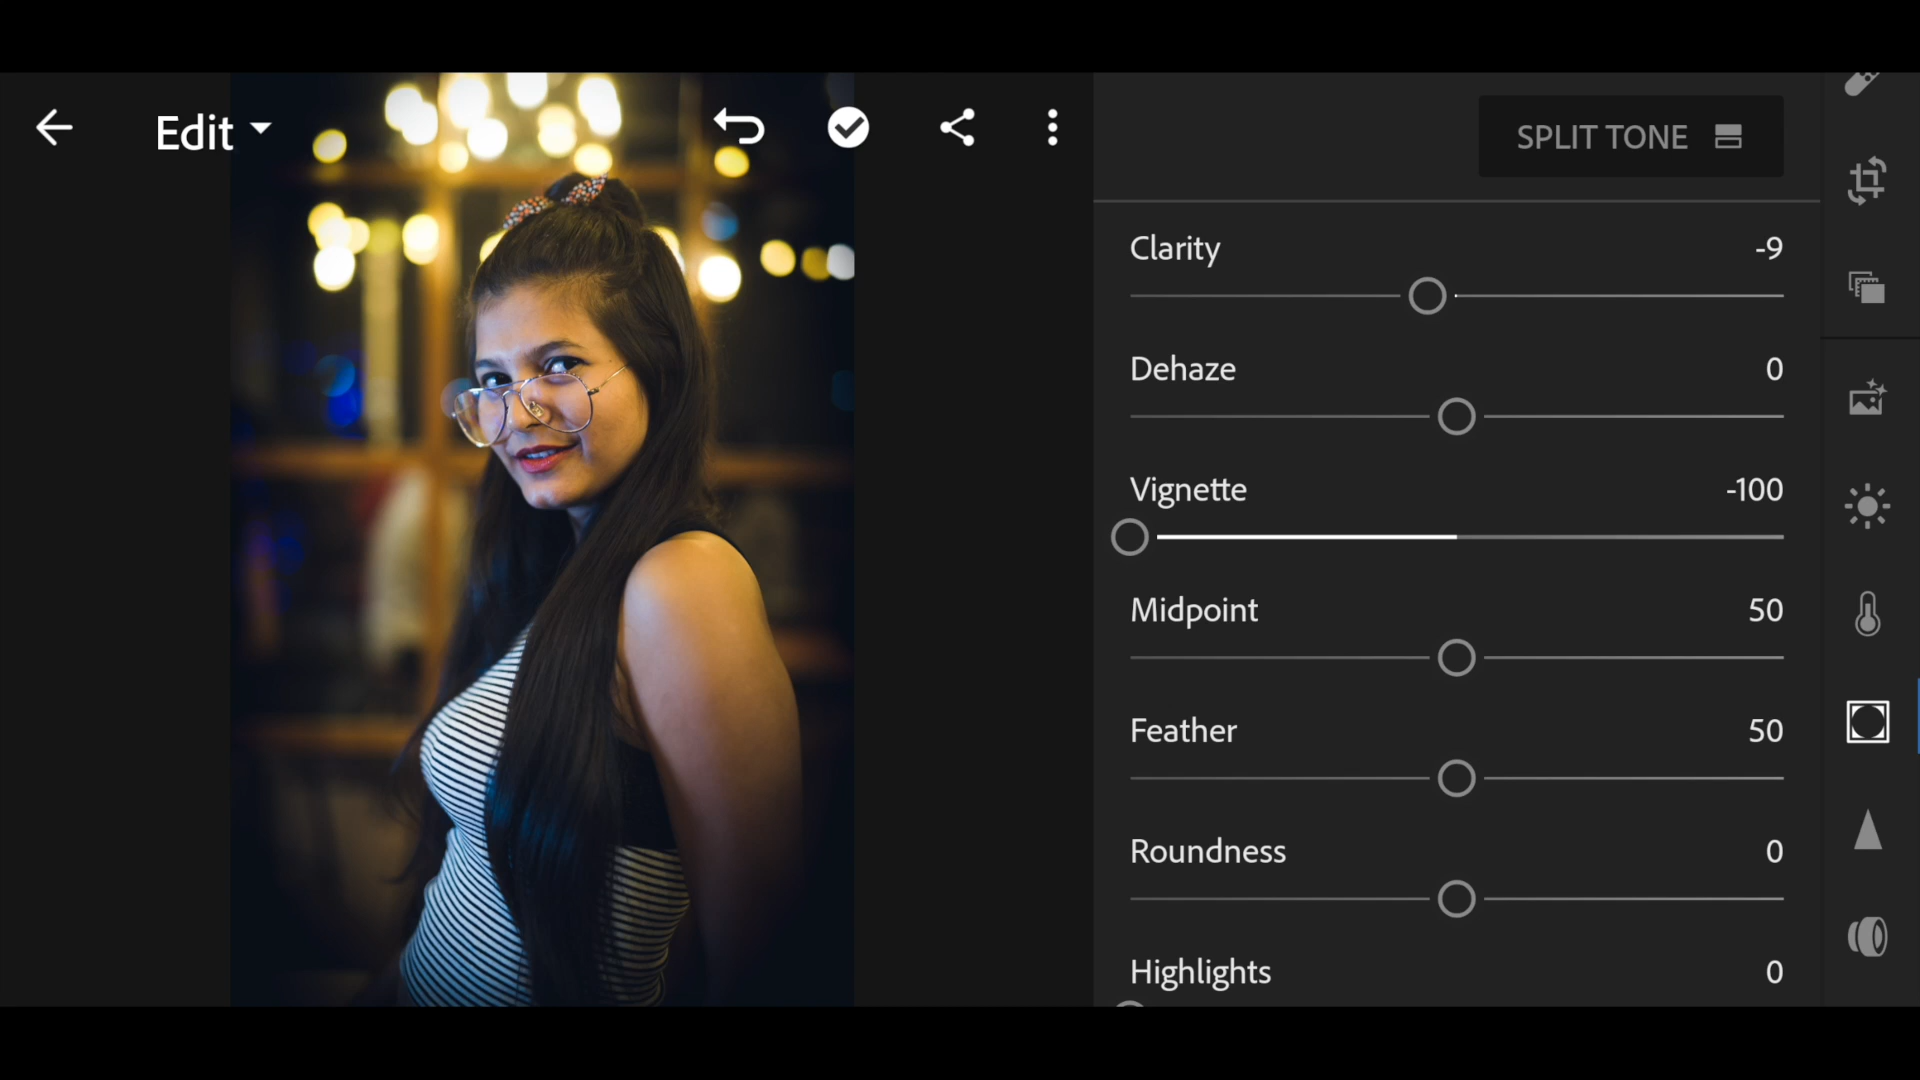 Edit
SPLIT TONE
Clarity -9
Dehaze 0
Vignette -100
Midpoint 50
Feather 50
Roundness 0
Highlights 0